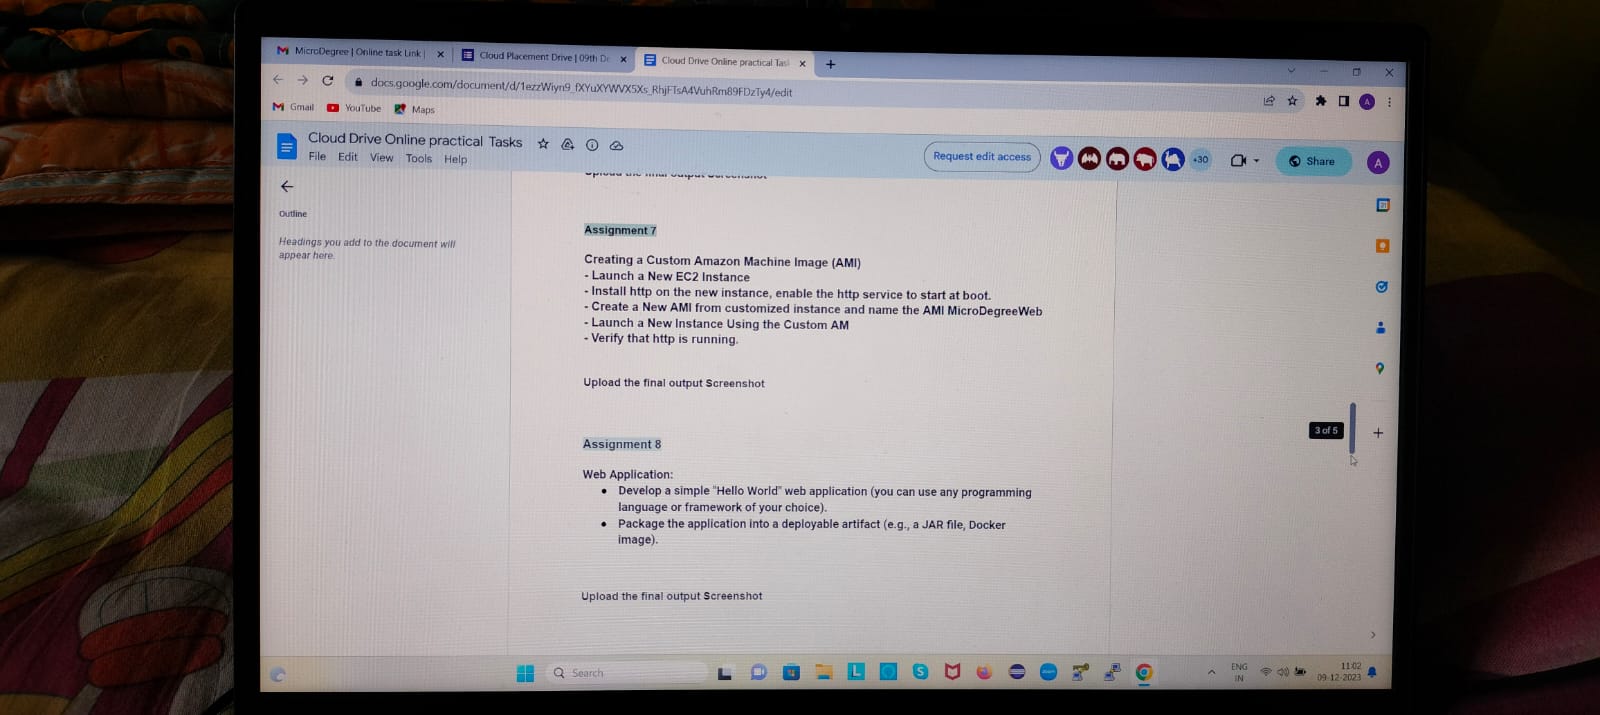 MicroDegree | Online task Link |
Cloud Placement Drive | 09th De
Cloud Drive Online practical Tas
docs.google.com/document/d/1ezzWiyn9_fXYuXYWVX5Xs_RhjFTsA4VuhRm89FDzTy4/edit
Gmail YouTube Maps
Cloud Drive Online practical Tasks
File Edit View Tools Help
Request edit access
+30
Share
A
Outline
Headings you add to the document will
appear here.
Upload the final output Screenshot
Assignment 7
Creating a Custom Amazon Machine Image (AMI)
- Launch a New EC2 Instance
- Install http on the new instance, enable the http service to start at boot.
- Create a New AMI from customized instance and name the AMI MicroDegreeWeb
- Launch a New Instance Using the Custom AM
- Verify that http is running.
Upload the final output Screenshot
3 of 5
Assignment 8
Web Application:
• Develop a simple "Hello World" web application (you can use any programming
language or framework of your choice).
• Package the application into a deployable artifact (e.g., a JAR file, Docker
image).
Upload the final output Screenshot
Search
ENG
IN
11:02
09-12-2023